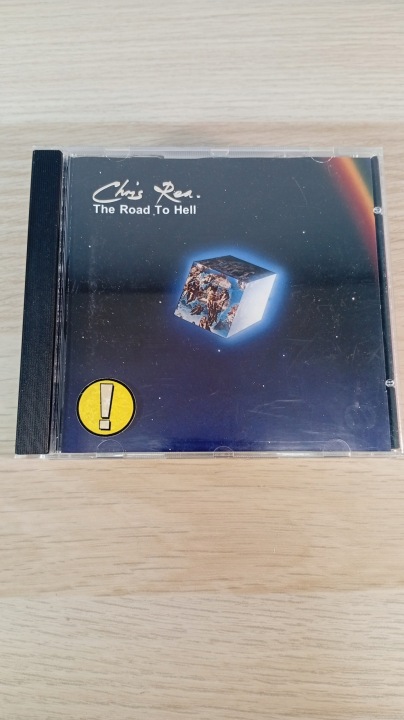 Chris Rea.
The Road To Hell
!